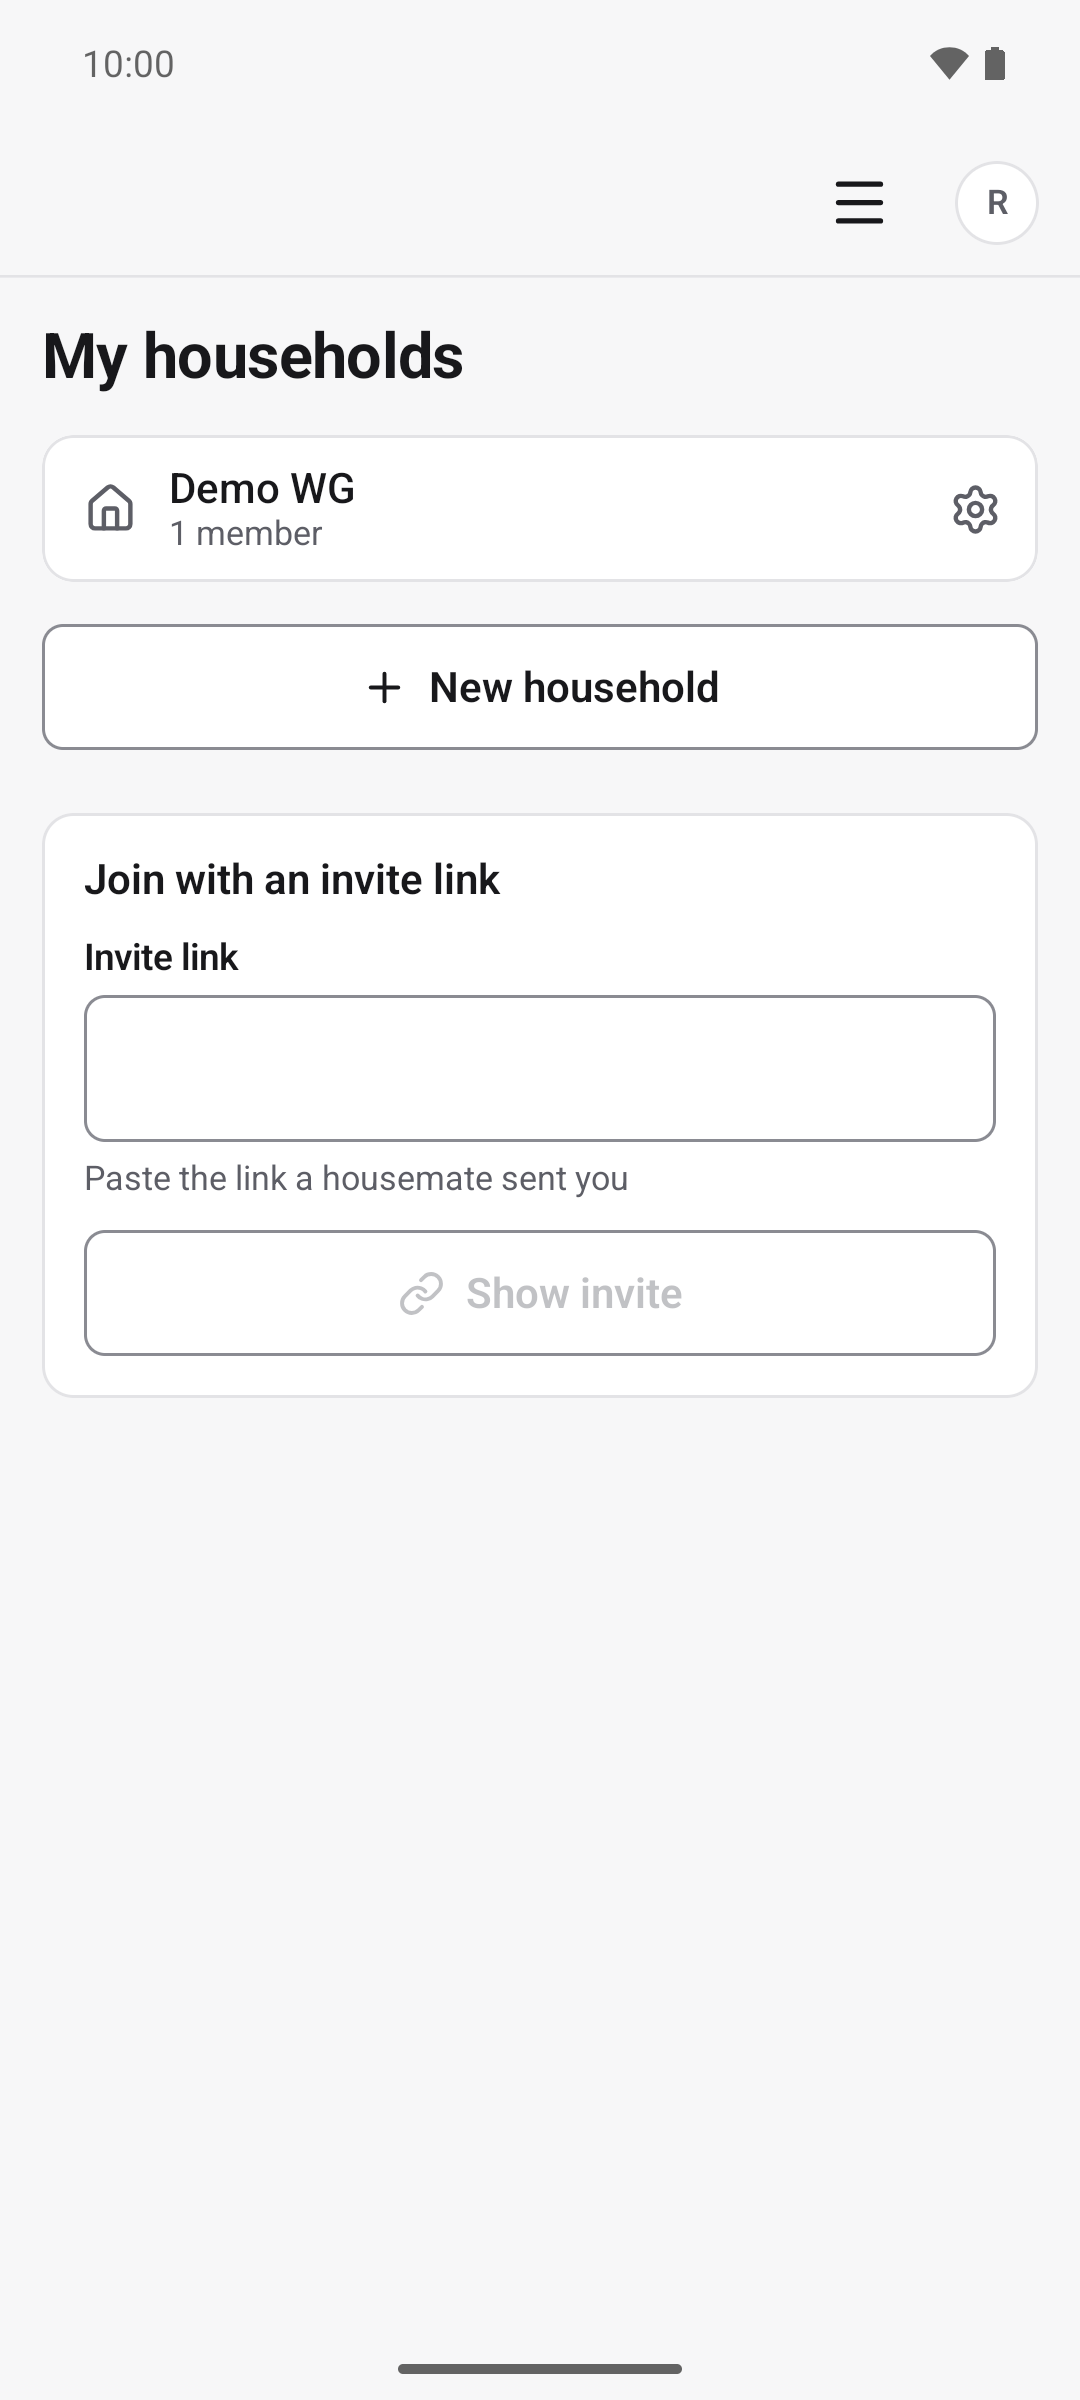 10:00
R
My households
Demo WG
1 member
New household
Join with an invite link
Invite link
Paste the link a housemate sent you
Show invite